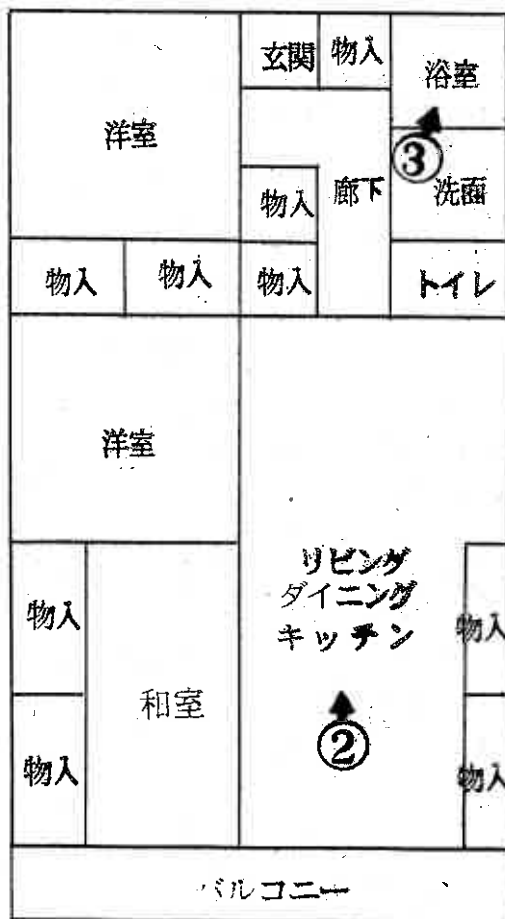 玄関
物入
浴室
洋室
③
物入
廊下
洗面
物入
物入
物入
トイレ
洋室
リビング
ダイニング
キッチン
物入
物入
和室
②
物入
物入
バルコニー